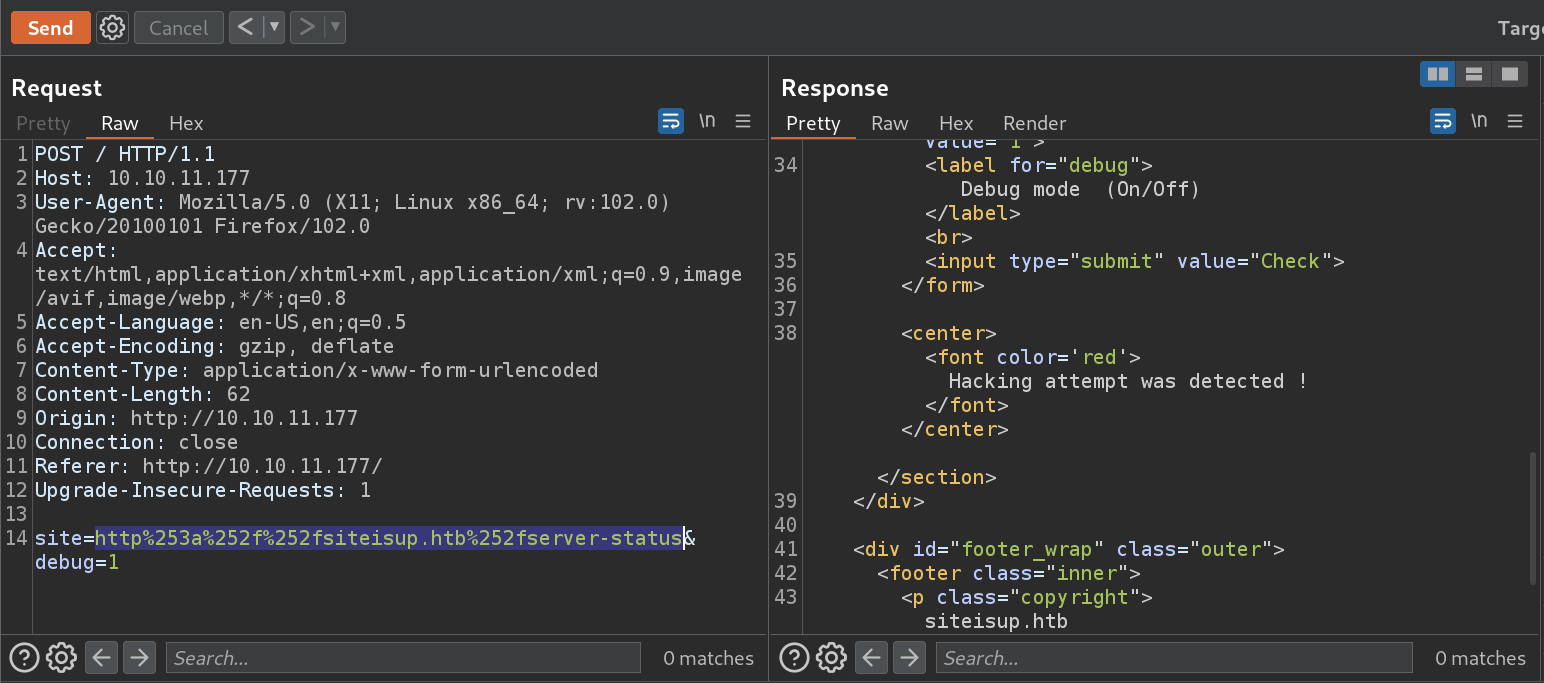 Send Cancel < ▼ > ▼ Targ
Request
Pretty Raw Hex \n
1 POST / HTTP/1.1
2 Host: 10.10.11.177
3 User-Agent: Mozilla/5.0 (X11; Linux x86_64; rv:102.0)
Gecko/20100101 Firefox/102.0
4 Accept:
text/html,application/xhtml+xml,application/xml;q=0.9,image
/avif,image/webp,*/*;q=0.8
5 Accept-Language: en-US,en;q=0.5
6 Accept-Encoding: gzip, deflate
7 Content-Type: application/x-www-form-urlencoded
8 Content-Length: 62
9 Origin: http://10.10.11.177
10 Connection: close
11 Referer: http://10.10.11.177/
12 Upgrade-Insecure-Requests: 1
13
14 site=http%253a%252f%252fsiteisup.htb%252fserver-status&
debug=1
? Search... 0 matches
Response
Pretty Raw Hex Render \n
value="1">
34 <label for="debug">
Debug mode  (On/Off)
</label>
<br>
35 <input type="submit" value="Check">
36 </form>
37
38 <center>
<font color='red'>
Hacking attempt was detected !
</font>
</center>
</section>
39 </div>
40
41 <div id="footer_wrap" class="outer">
42 <footer class="inner">
43 <p class="copyright">
siteisup.htb
? Search... 0 matches